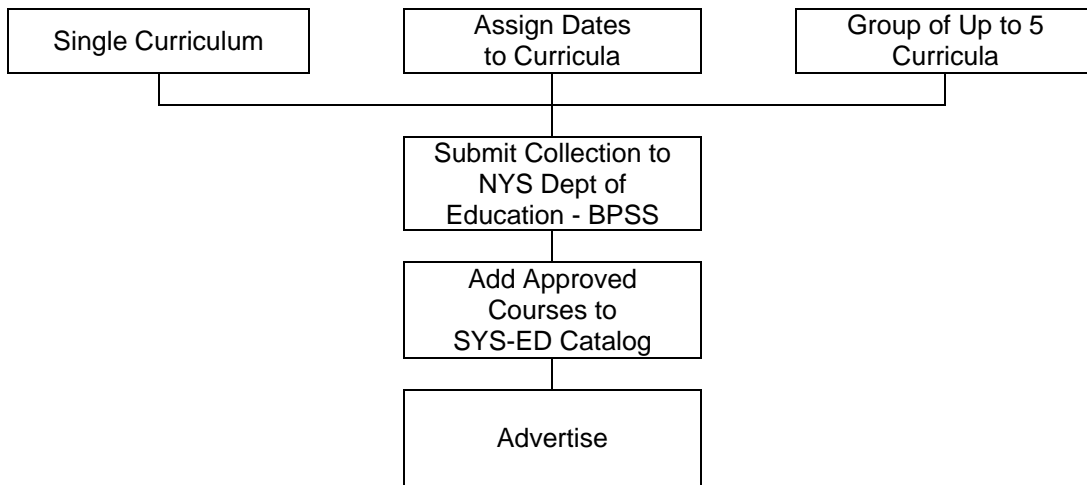 Single Curriculum
Assign Dates
to Curricula
Group of Up to 5
Curricula
Submit Collection to
NYS Dept of
Education - BPSS
Add Approved
Courses to
SYS-ED Catalog
Advertise